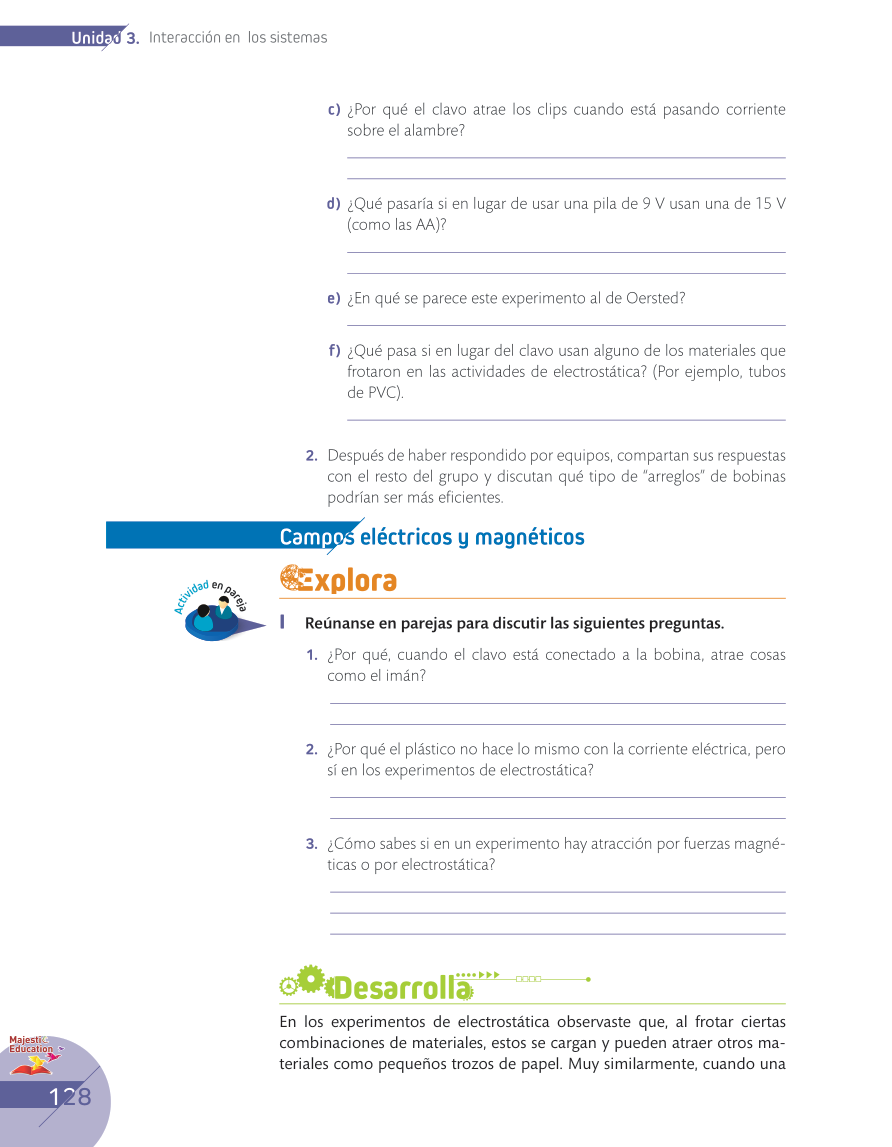 Unidad 3. Interacción en los sistemas
c) ¿Por qué el clavo atrae los clips cuando está pasando corriente
sobre el alambre?
d) ¿Qué pasaría si en lugar de usar una pila de 9 V usan una de 15 V
(como las AA)?
e) ¿En qué se parece este experimento al de Oersted?
f) ¿Qué pasa si en lugar del clavo usan alguno de los materiales que
frotaron en las actividades de electrostática? (Por ejemplo, tubos
de PVC).
2. Después de haber respondido por equipos, compartan sus respuestas
con el resto del grupo y discutan qué tipo de “arreglos” de bobinas
podrían ser más eficientes.
Campos eléctricos y magnéticos
Explora
Actividad en pareja
I Reúnanse en parejas para discutir las siguientes preguntas.
1. ¿Por qué, cuando el clavo está conectado a la bobina, atrae cosas
como el imán?
2. ¿Por qué el plástico no hace lo mismo con la corriente eléctrica, pero
sí en los experimentos de electrostática?
3. ¿Cómo sabes si en un experimento hay atracción por fuerzas magné-
ticas o por electrostática?
Desarrolla
En los experimentos de electrostática observaste que, al frotar ciertas
combinaciones de materiales, estos se cargan y pueden atraer otros ma-
teriales como pequeños trozos de papel. Muy similarmente, cuando una
Majestic
Education
128